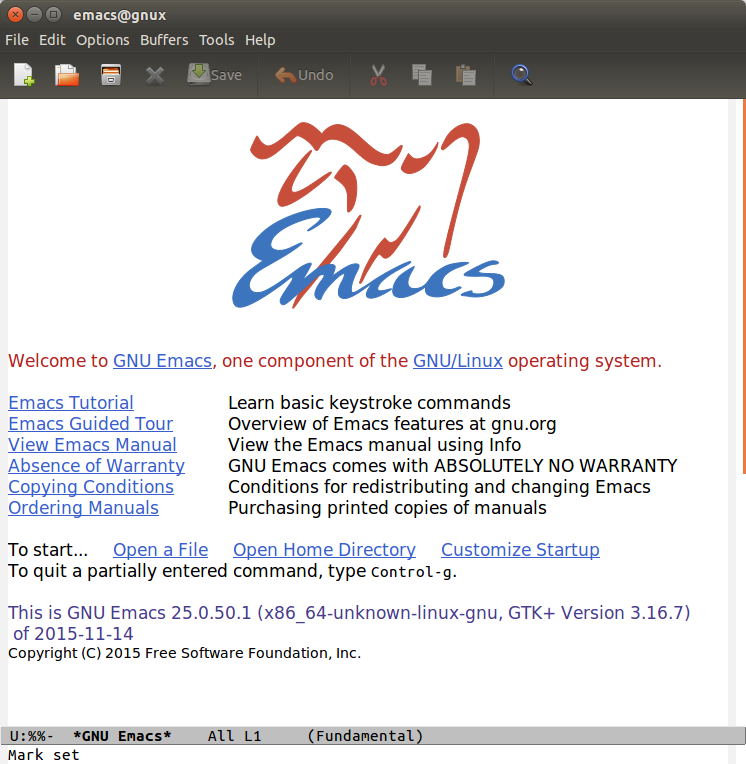 emacs@gnux
File Edit Options Buffers Tools Help
Save Undo
Emacs
Welcome to GNU Emacs, one component of the GNU/Linux operating system.
Emacs Tutorial Learn basic keystroke commands
Emacs Guided Tour Overview of Emacs features at gnu.org
View Emacs Manual View the Emacs manual using Info
Absence of Warranty GNU Emacs comes with ABSOLUTELY NO WARRANTY
Copying Conditions Conditions for redistributing and changing Emacs
Ordering Manuals Purchasing printed copies of manuals
To start... Open a File Open Home Directory Customize Startup
To quit a partially entered command, type Control-g.
This is GNU Emacs 25.0.50.1 (x86_64-unknown-linux-gnu, GTK+ Version 3.16.7)
of 2015-11-14
Copyright (C) 2015 Free Software Foundation, Inc.
U:%%- *GNU Emacs* All L1 (Fundamental)
Mark set